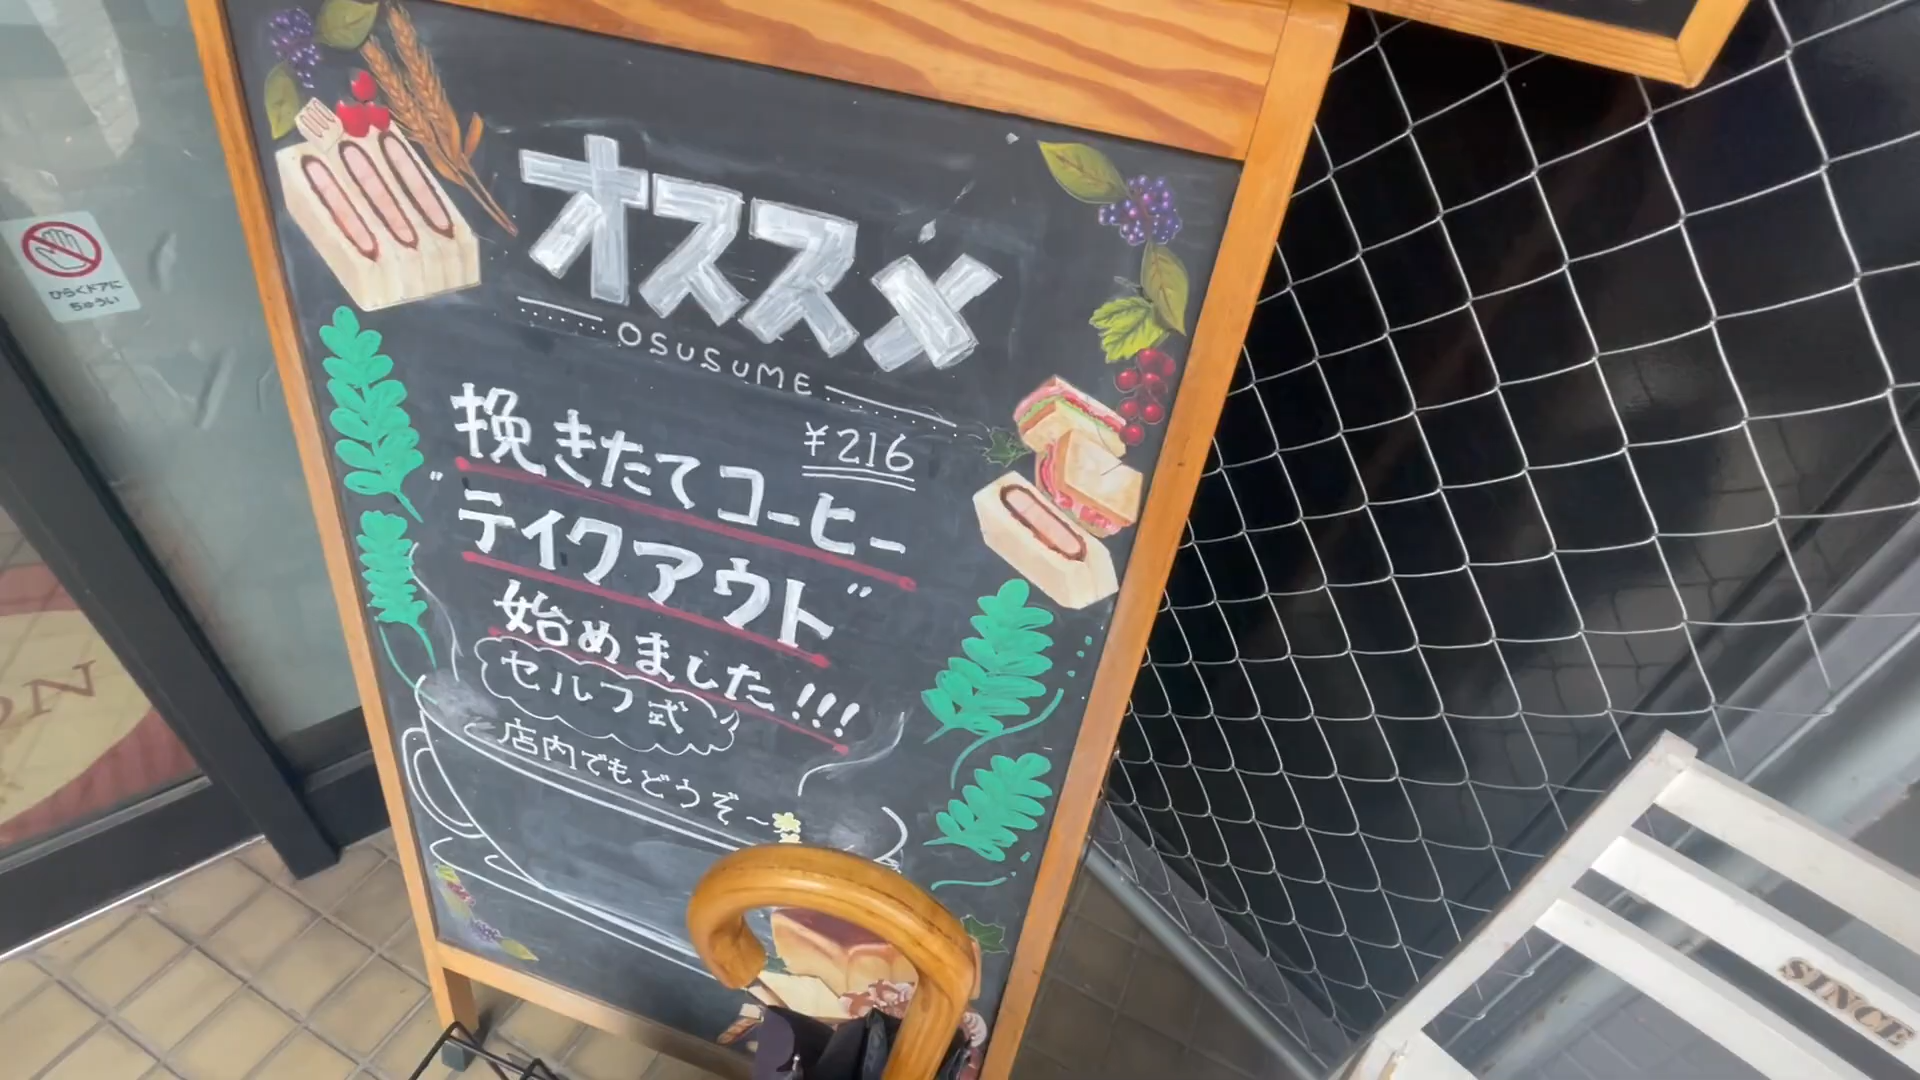 オススメ
OSUSUME
¥216
挽きたてコーヒー
"テイクアウト"
始めました!!!
セルフ式
店内でもどうぞ～
ひらくドアに
ちゅうい
SINCE